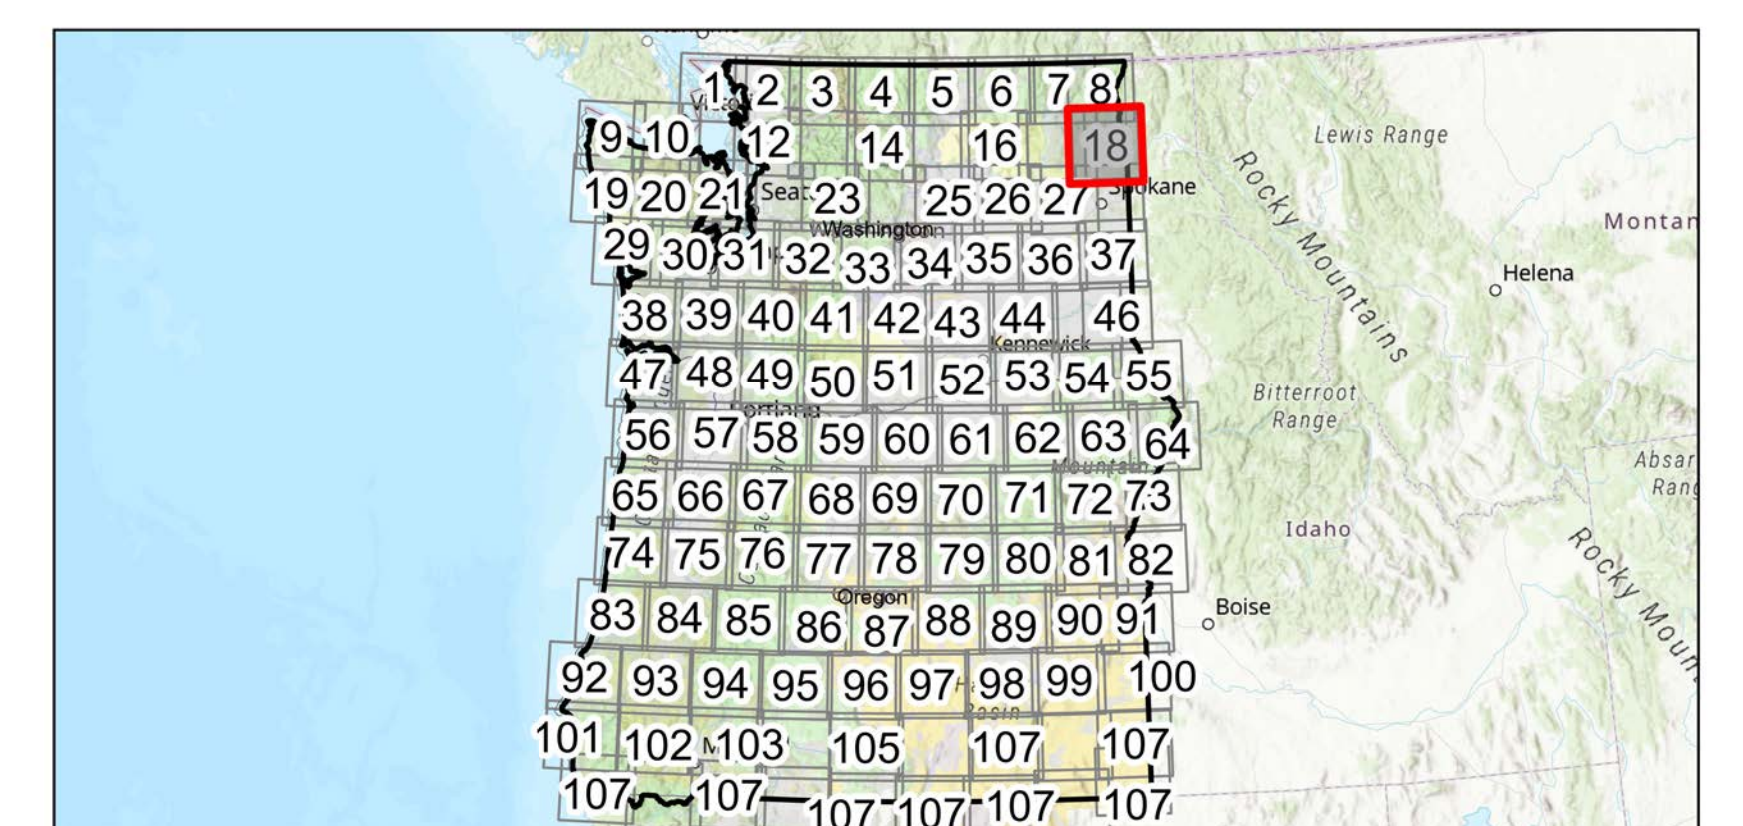 1 2 3 4 5 6 7 8
9 10 12 14 16 18
Lewis Range
19 20 21 Seat 23 25 26 27 Spokane
Washington
Montan
29 30 31 32 33 34 35 36 37
Helena
Rocky Mountains
38 39 40 41 42 43 44 46
Kennewick
47 48 49 50 51 52 53 54 55
Bitterroot
Range
Portland
56 57 58 59 60 61 62 63 64
Mountain
Absar
Rang
65 66 67 68 69 70 71 72 73
Idaho
74 75 76 77 78 79 80 81 82
Rocky Moun
Oregon
83 84 85 86 87 88 89 90 91
Boise
92 93 94 95 96 97 98 99 100
Basin
101 102 M 103 105 107 107
107 107 107 107 107 107